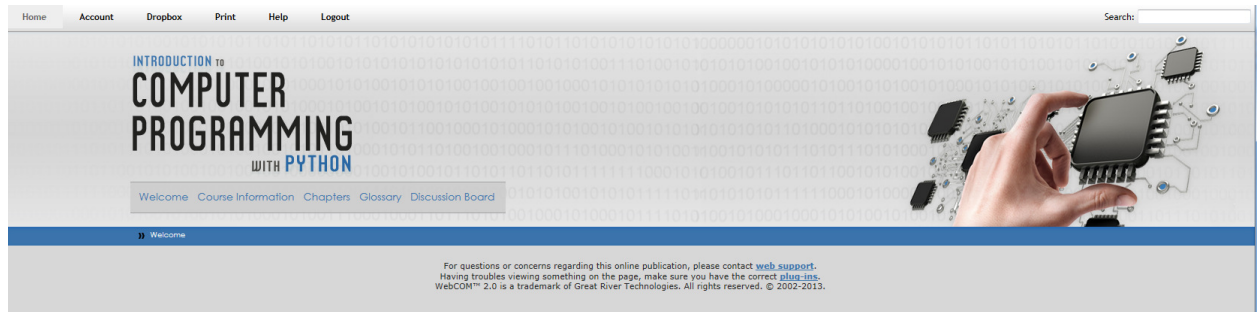 Home Account Dropbox Print Help Logout Search:
INTRODUCTION TO
COMPUTER
PROGRAMMING
WITH PYTHON
Welcome Course Information Chapters Glossary Discussion Board
» Welcome
For questions or concerns regarding this online publication, please contact web support.
Having troubles viewing something on the page, make sure you have the correct plug-ins.
WebCOM™ 2.0 is a trademark of Great River Technologies. All rights reserved. © 2002-2013.